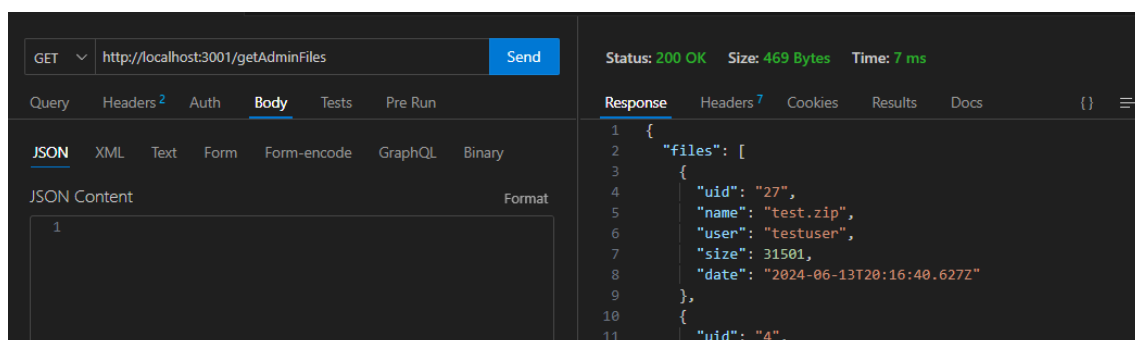 GET http://localhost:3001/getAdminFiles Send
Query Headers 2 Auth Body Tests Pre Run
JSON XML Text Form Form-encode GraphQL Binary
JSON Content Format
1
Status: 200 OK Size: 469 Bytes Time: 7 ms
Response Headers 7 Cookies Results Docs {}
1 {
2 "files": [
3 {
4 "uid": "27",
5 "name": "test.zip",
6 "user": "testuser",
7 "size": 31501,
8 "date": "2024-06-13T20:16:40.627Z"
9 },
10 {
11 "uid": "4",